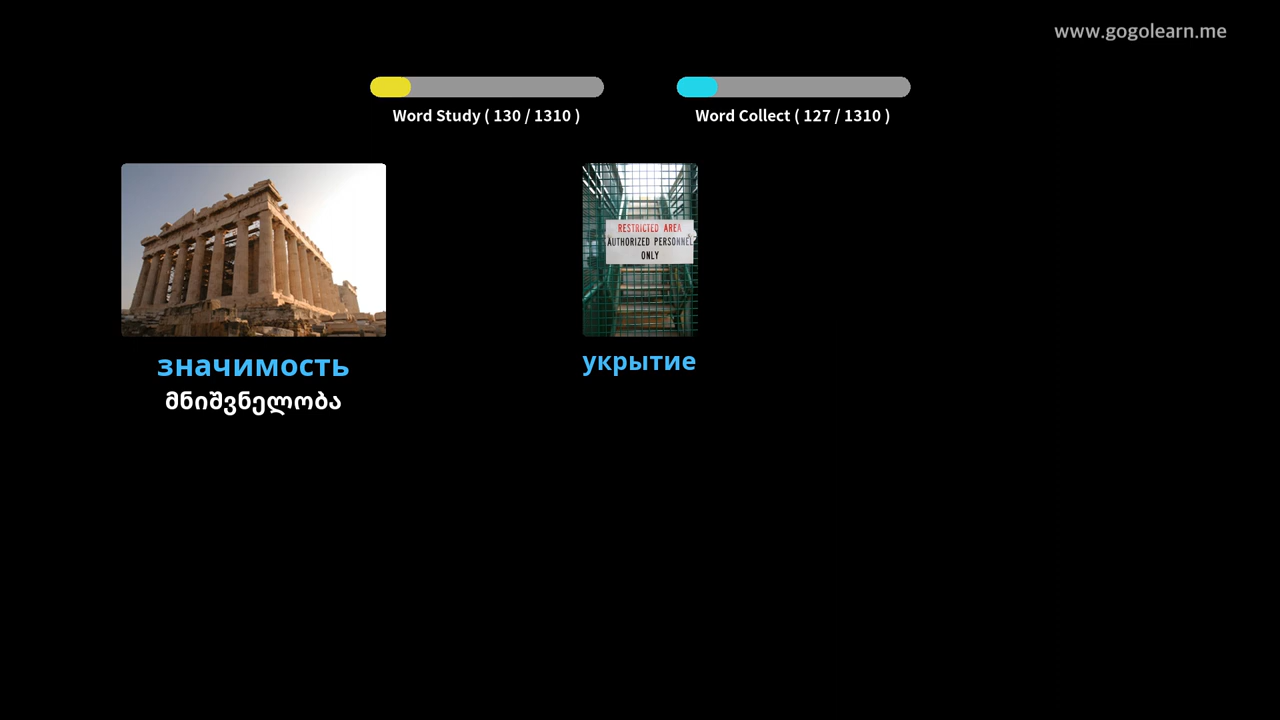 www.gogolearn.me
Word Study ( 130 / 1310 )
Word Collect ( 127 / 1310 )
RESTRICTED AREA
AUTHORIZED PERSONNEL
ONLY
значимость
მნიშვნელობა
укрытие